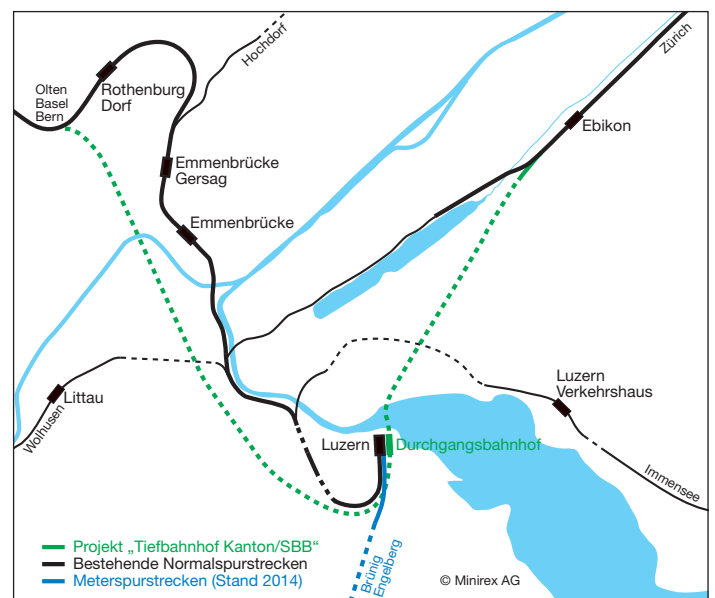 Hochdorf
Zürich
Olten
Basel
Bern
Rothenburg
Dorf
Ebikon
Emmenbrücke
Gersag
Emmenbrücke
Littau
Wolhusen
Luzern
Verkehrshaus
Luzern
Durchgangsbahnhof
Immensee
Projekt „Tiefbahnhof Kanton/SBB“
Bestehende Normalspurstrecken
Meterspurstrecken (Stand 2014)
Brünig
Engelberg
© Minirex AG